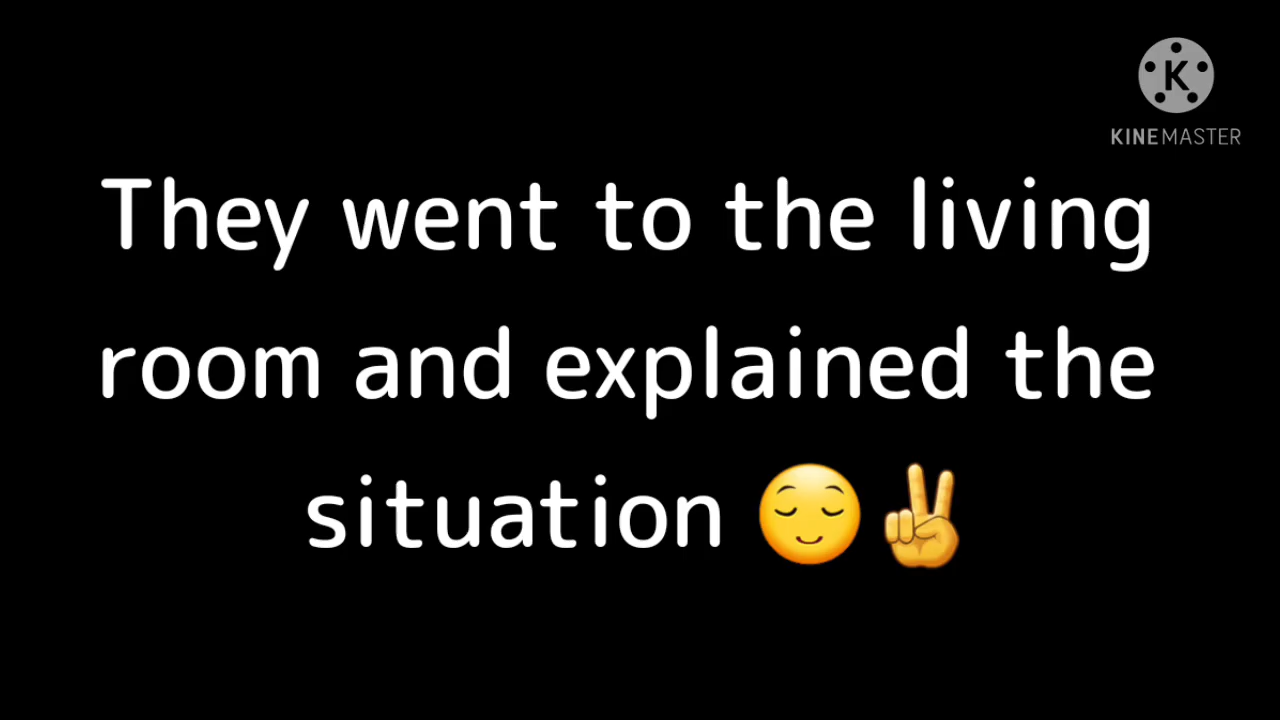 K
KINEMASTER
They went to the living
room and explained the
situation 😌✌️